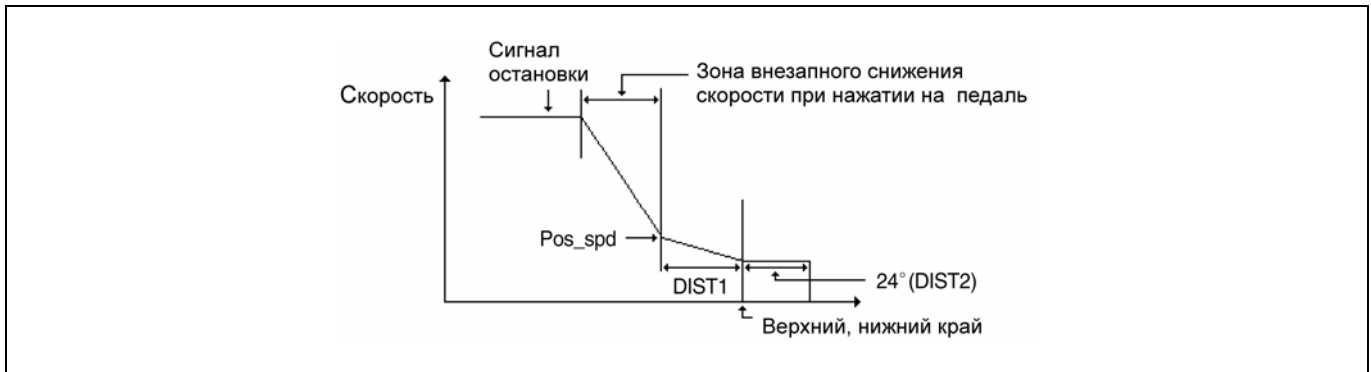 Сигнал
остановки
Зона внезапного снижения
скорости при нажатии на педаль
Скорость
Pos_spd
DIST1
24°(DIST2)
Верхний, нижний край